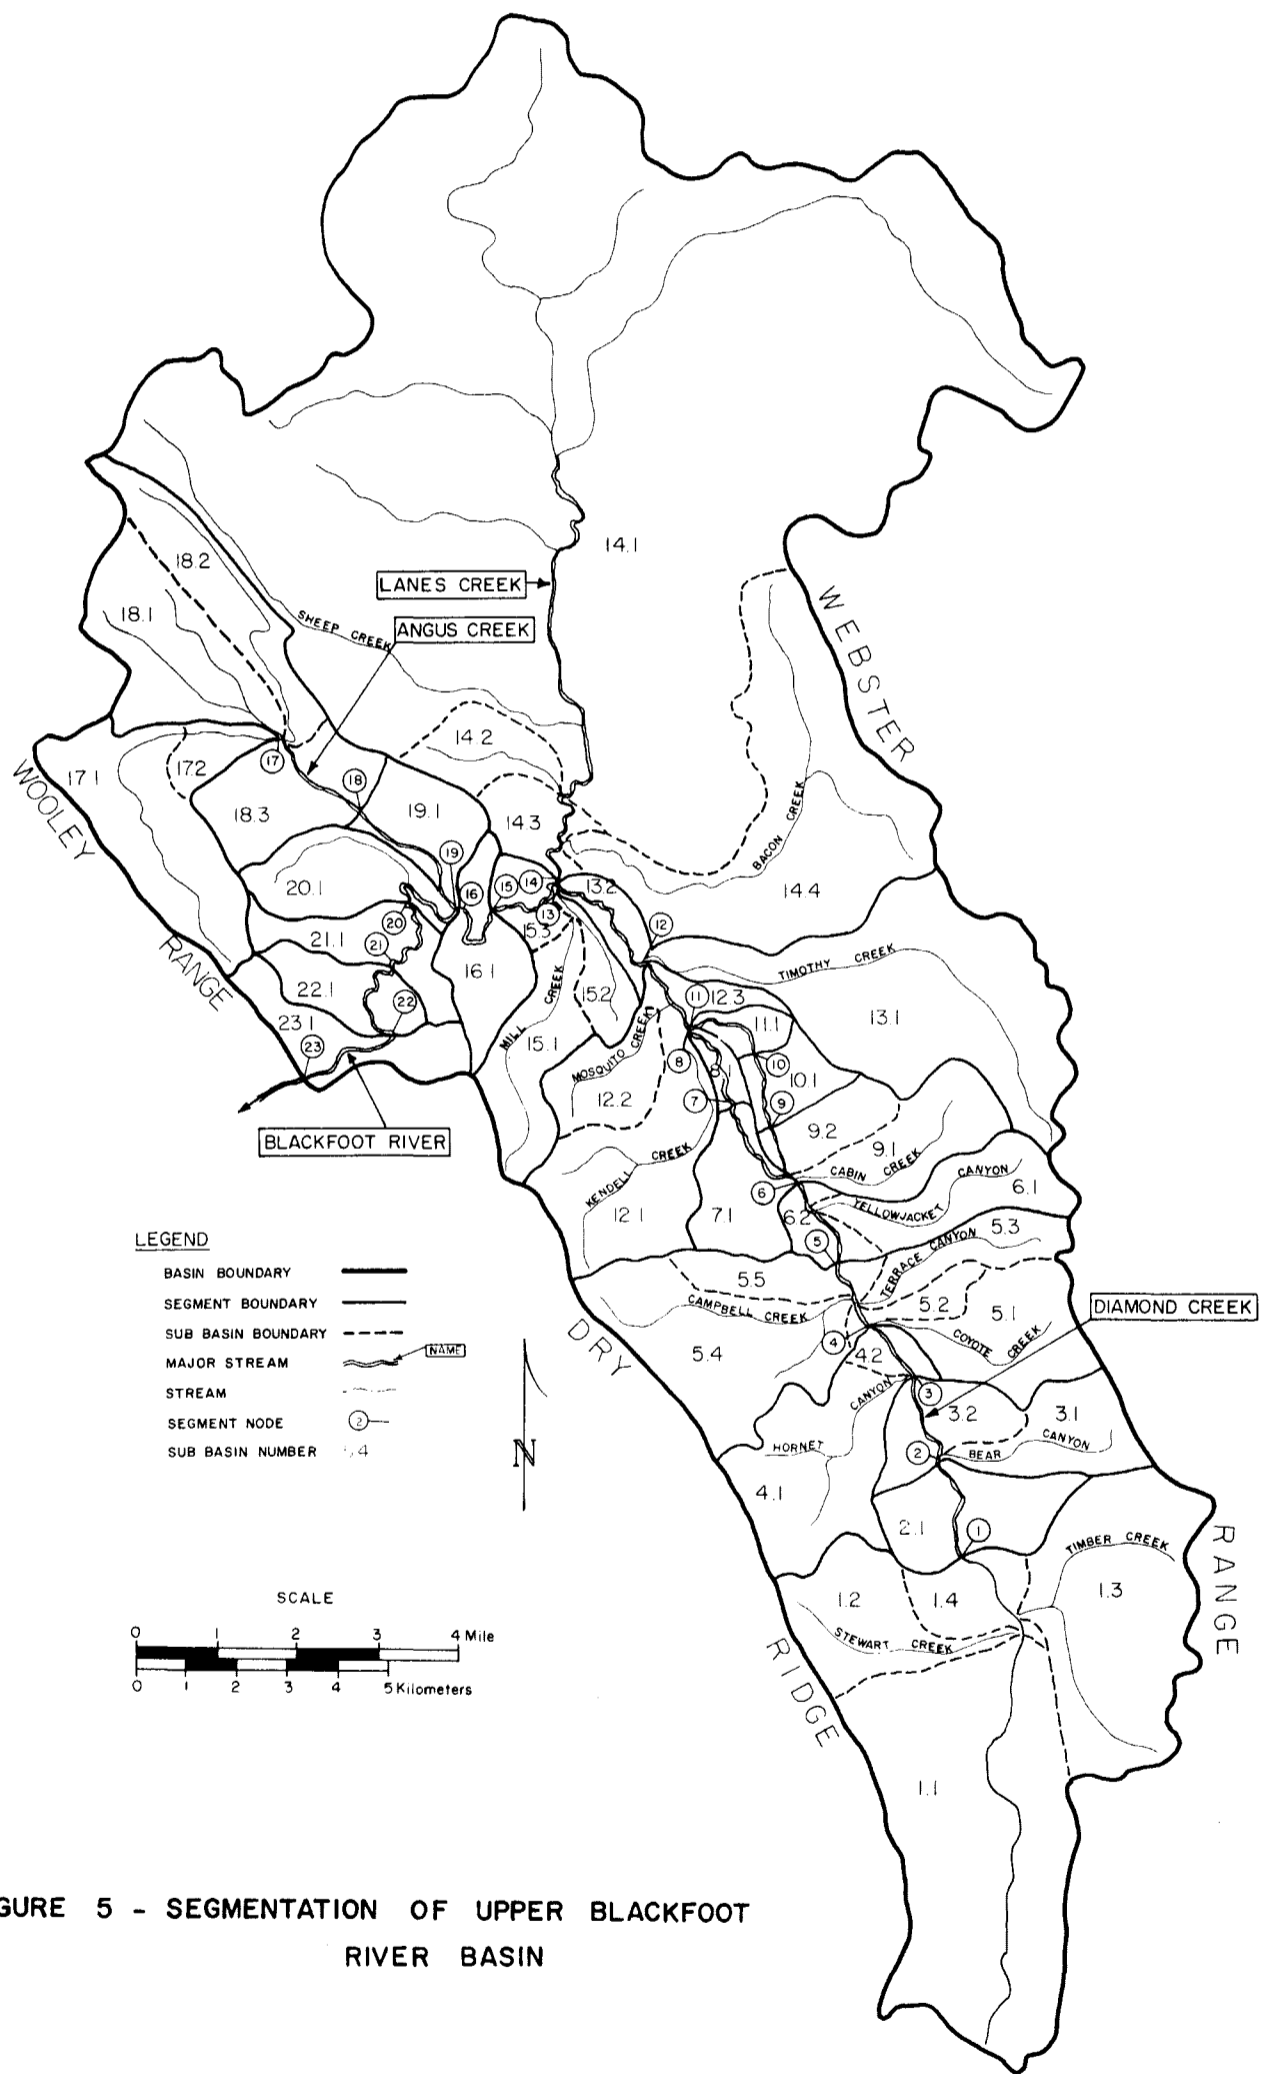 14.1
18.2
LANES CREEK
18.1
SHEEP CREEK
ANGUS CREEK
WEBSTER
14.2
17.1
17.2
17
WOOLEY
18
18.3
19.1
14.3
BACON CREEK
19
20.1
16
15
14
13.2
14.4
20
13
12
21.1
21
15.3
RANGE
16.1
TIMOTHY CREEK
22.1
22
15.2
11
12.3
13.1
23.1
MILL CREEK
11.1
23
15.1
MOSQUITO CREEK
8
8.1
10
10.1
12.2
7
9
BLACKFOOT RIVER
9.2
9.1
KENDELL CREEK
CABIN CREEK
CANYON
6
YELLOWJACKET
6.1
12.1
7.1
6.2
5.3
LEGEND
5
TERRACE CANYON
BASIN BOUNDARY
5.5
SEGMENT BOUNDARY
CAMPBELL CREEK
5.2
5.1
DIAMOND CREEK
SUB BASIN BOUNDARY
DRY
4
COYOTE CREEK
MAJOR STREAM
NAME
5.4
4.2
STREAM
CANYON
3
SEGMENT NODE
2
3.2
3.1
SUB BASIN NUMBER
HORNET
2
BEAR
CANYON
N
4.1
2.1
1
RANGE
TIMBER CREEK
SCALE
1.2
1.4
1.3
0 1 2 3 4 Mile
STEWART CREEK
0 1 2 3 4 5 Kilometers
RIDGE
1.1
GURE 5 - SEGMENTATION OF UPPER BLACKFOOT
RIVER BASIN